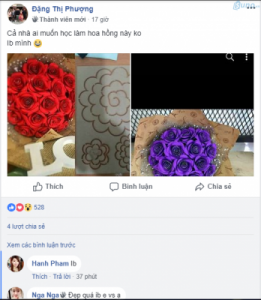 Đặng Thị Phượng
Thành viên mới · 17 giờ
Cả nhà ai muốn học làm hoa hồng này ko
Ib mình
Thích
Bình luận
Chia sẻ
528
4 lượt chia sẻ
Xem các bình luận trước
Hanh Pham Ib
Thích · Trả lời · 37 phút
Nga Nga Đẹp quá ib e vs ạ